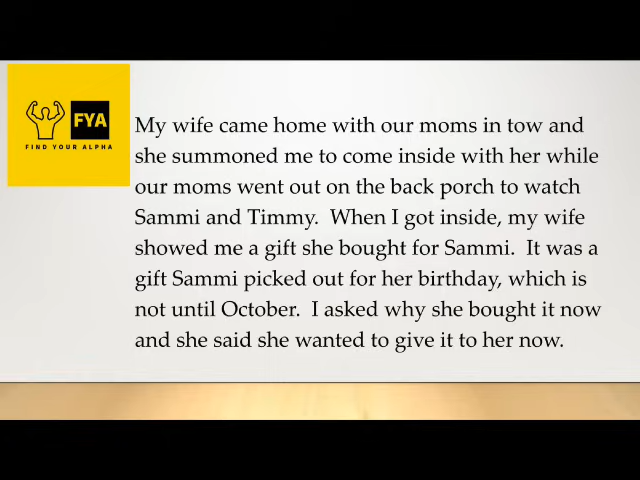 FYA
FIND YOUR ALPHA
My wife came home with our moms in tow and
she summoned me to come inside with her while
our moms went out on the back porch to watch
Sammi and Timmy.  When I got inside, my wife
showed me a gift she bought for Sammi.  It was a
gift Sammi picked out for her birthday, which is
not until October.  I asked why she bought it now
and she said she wanted to give it to her now.